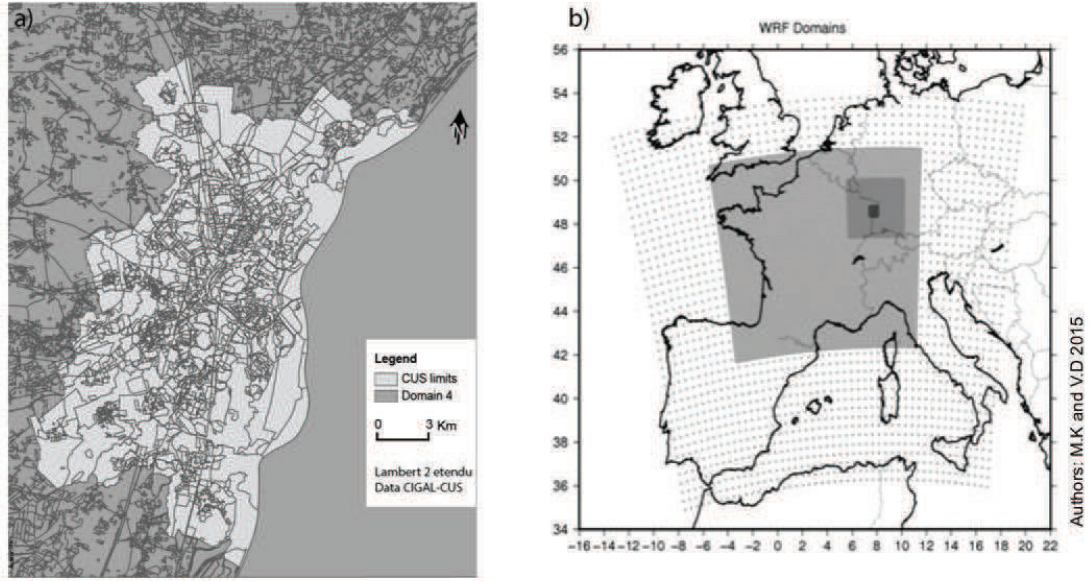 a)
N
Legend
CUS limits
Domain 4
0 3 Km
Lambert 2 etendu
Data CIGAL-CUS
b)
WRF Domains
56
54
52
50
48
46
44
42
40
38
36
34
−16 −14 −12 −10 −8 −6 −4 −2 0 2 4 6 8 10 12 14 16 18 20 22
Authors: M.K and V.D 2015